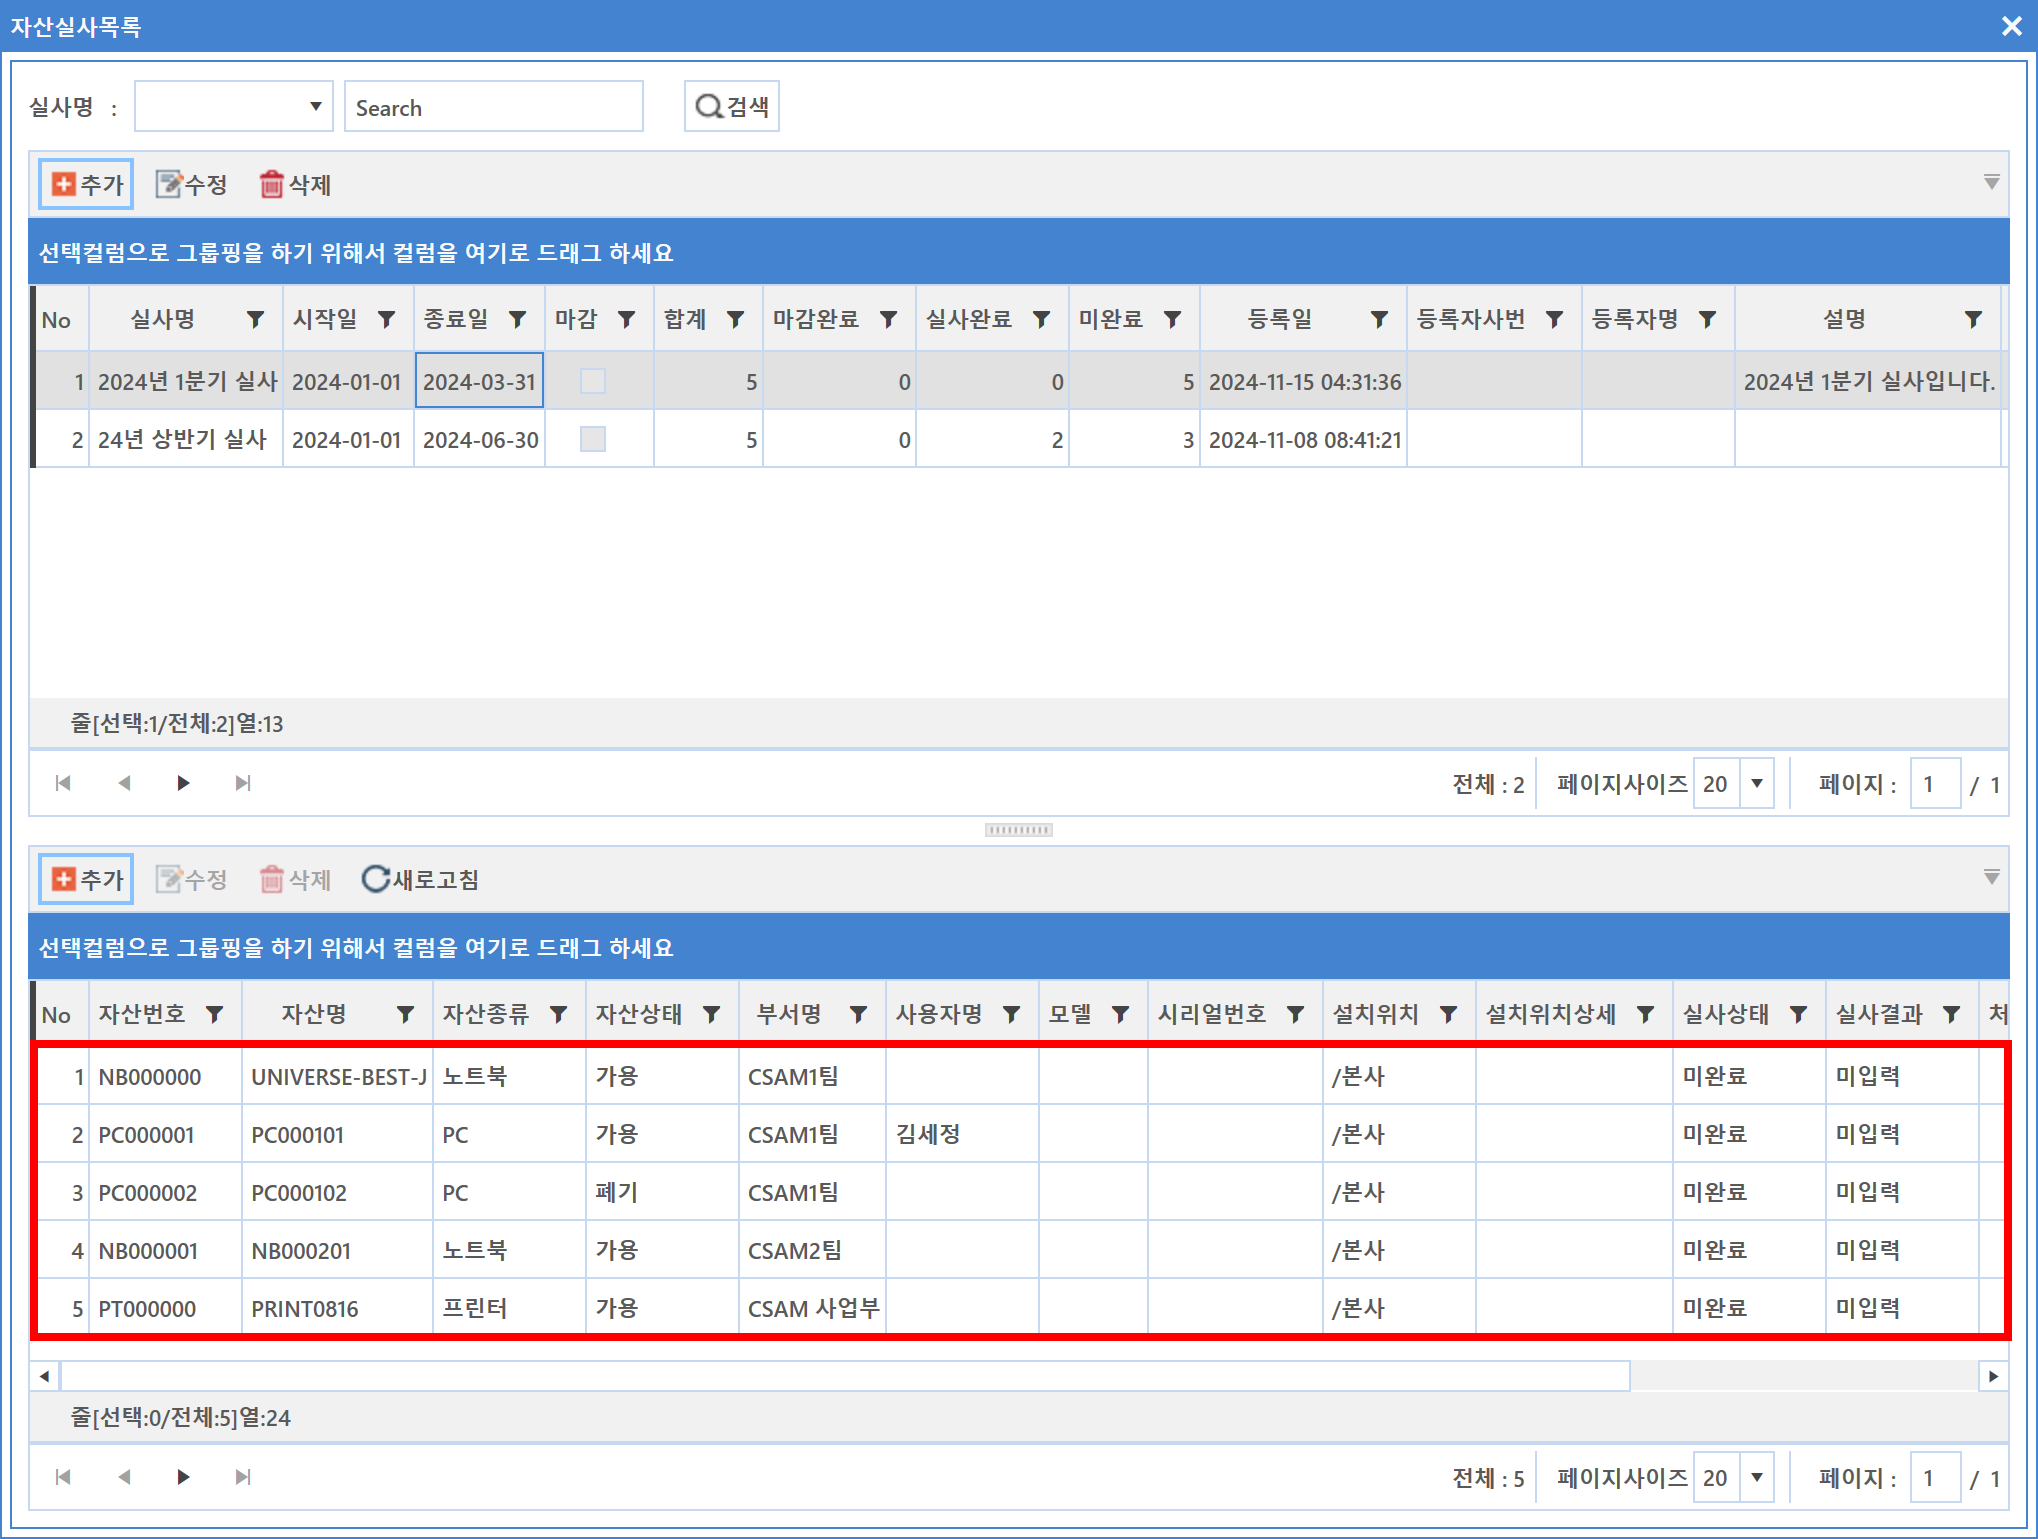 자산실사목록
실사명 : Search 검색
추가 수정 삭제
선택컬럼으로 그룹핑을 하기 위해서 컬럼을 여기로 드래그 하세요
No 실사명 시작일 종료일 마감 합계 마감완료 실사완료 미완료 등록일 등록자사번 등록자명 설명
1 2024년 1분기 실사 2024-01-01 2024-03-31 5 0 0 5 2024-11-15 04:31:36 2024년 1분기 실사입니다.
2 24년 상반기 실사 2024-01-01 2024-06-30 5 0 2 3 2024-11-08 08:41:21
줄[선택:1/전체:2]열:13
전체 : 2 페이지사이즈 20 페이지 : 1 / 1
추가 수정 삭제 새로고침
선택컬럼으로 그룹핑을 하기 위해서 컬럼을 여기로 드래그 하세요
No 자산번호 자산명 자산종류 자산상태 부서명 사용자명 모델 시리얼번호 설치위치 설치위치상세 실사상태 실사결과 처
1 NB000000 UNIVERSE-BEST-J 노트북 가용 CSAM1팀 /본사 미완료 미입력
2 PC000001 PC000101 PC 가용 CSAM1팀 김세정 /본사 미완료 미입력
3 PC000002 PC000102 PC 폐기 CSAM1팀 /본사 미완료 미입력
4 NB000001 NB000201 노트북 가용 CSAM2팀 /본사 미완료 미입력
5 PT000000 PRINT0816 프린터 가용 CSAM 사업부 /본사 미완료 미입력
줄[선택:0/전체:5]열:24
전체 : 5 페이지사이즈 20 페이지 : 1 / 1